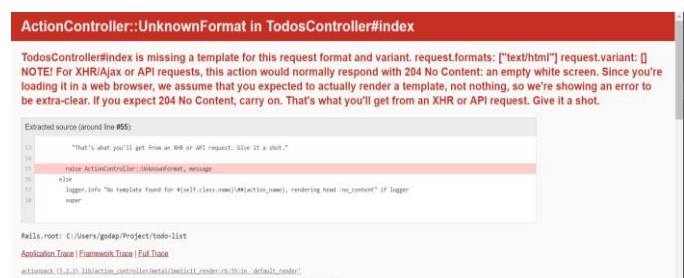 ActionController::UnknownFormat in TodosController#index
TodosController#index is missing a template for this request format and variant. request.formats: ["text/html"] request.variant: []
NOTE! For XHR/Ajax or API requests, this action would normally respond with 204 No Content: an empty white screen. Since you're
loading it in a web browser, we assume that you expected to actually render a template, not nothing, so we're showing an error to
be extra-clear. If you expect 204 No Content, carry on. That's what you'll get from an XHR or API request. Give it a shot.
Extracted source (around line #55):
53 "That's what you'll get from an XHR or API request. Give it a shot."
54
55 raise ActionController::UnknownFormat, message
56 else
57 logger.info "No template found for #{self.class.name}\##{action_name}, rendering head :no_content" if logger
58 super
Rails.root: C:/Users/godap/Project/todo-list
Application Trace | Framework Trace | Full Trace
actionpack (5.2.3) lib/action_controller/metal/implicit_render.rb:55:in `default_render'